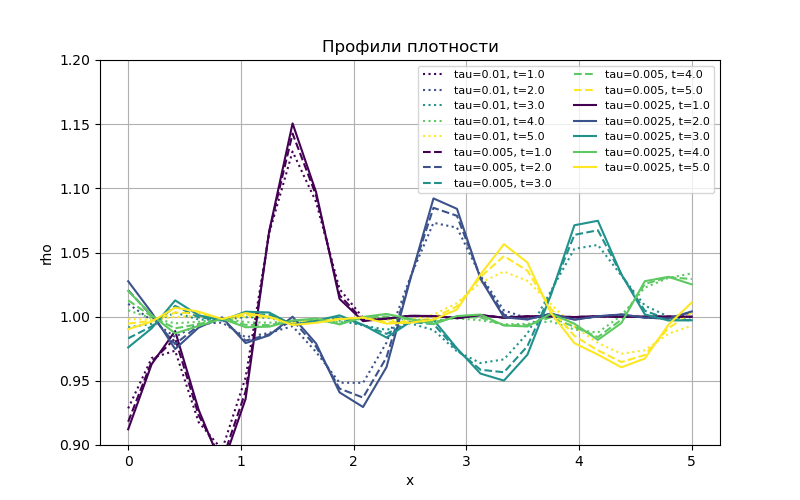 Профили плотности
rho
1.20
1.15
1.10
1.05
1.00
0.95
0.90
tau=0.01, t=1.0
tau=0.01, t=2.0
tau=0.01, t=3.0
tau=0.01, t=4.0
tau=0.01, t=5.0
tau=0.005, t=1.0
tau=0.005, t=2.0
tau=0.005, t=3.0
tau=0.005, t=4.0
tau=0.005, t=5.0
tau=0.0025, t=1.0
tau=0.0025, t=2.0
tau=0.0025, t=3.0
tau=0.0025, t=4.0
tau=0.0025, t=5.0
0 1 2 3 4 5
x